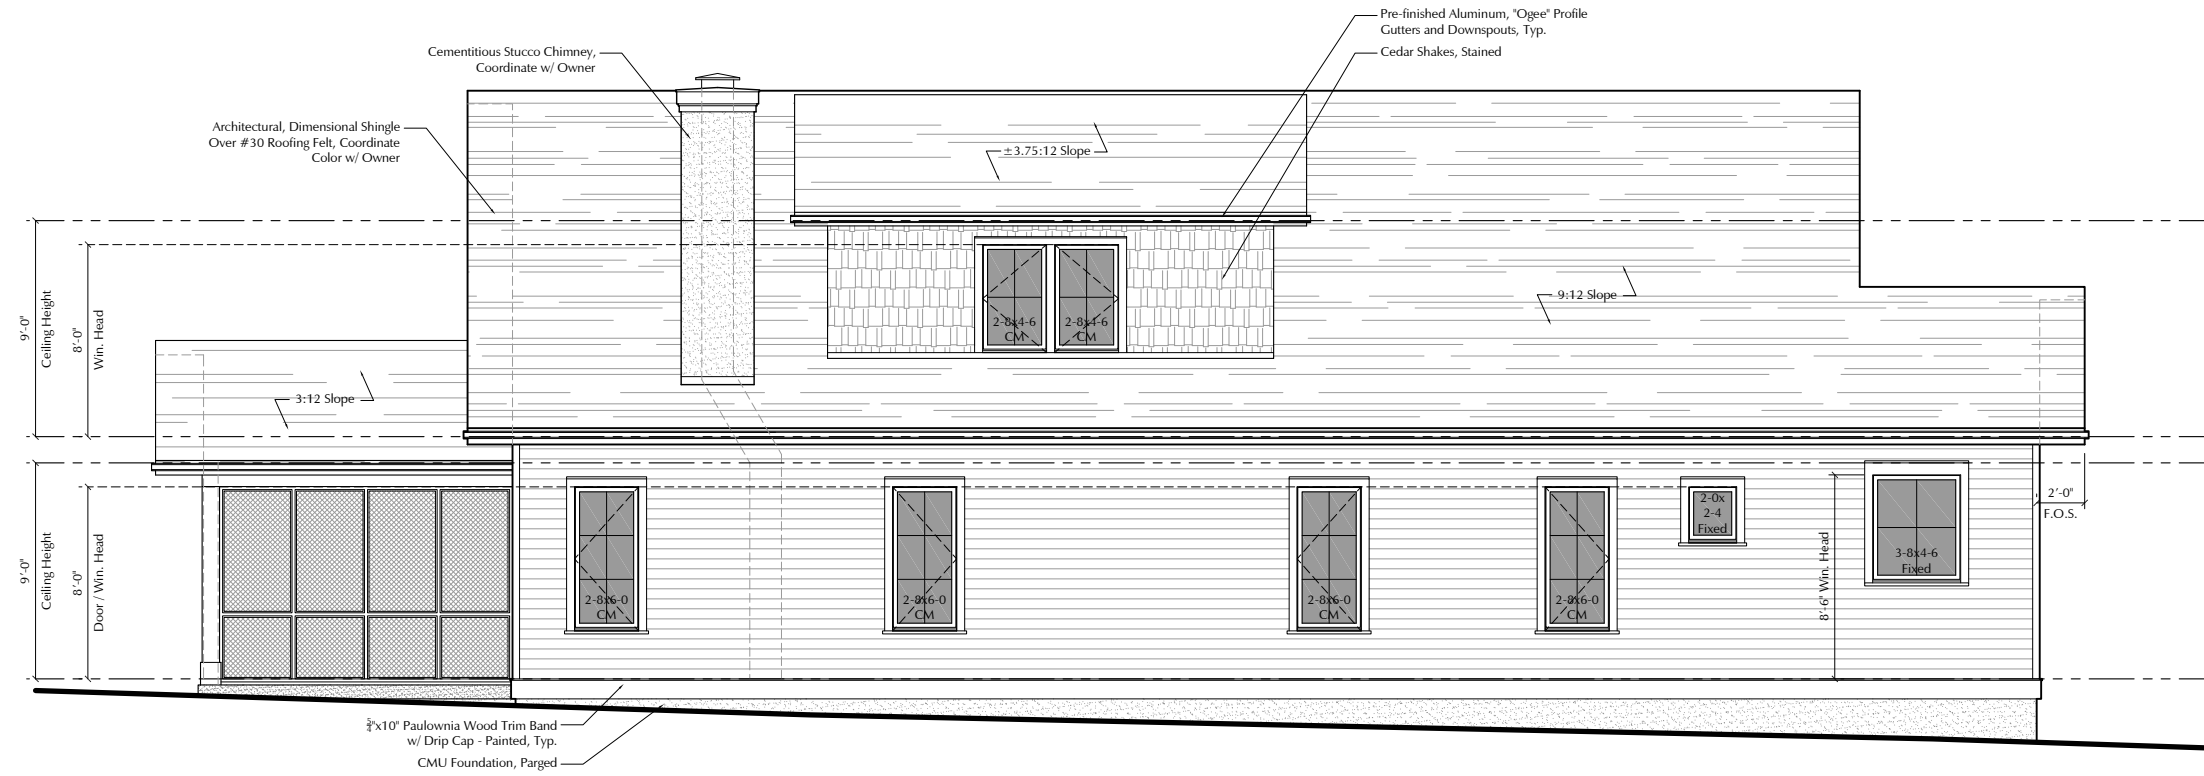 Pre-finished Aluminum, "Ogee" Profile
Gutters and Downspouts, Typ.
Cedar Shakes, Stained
Cementitious Stucco Chimney,
Coordinate w/ Owner
Architectural, Dimensional Shingle
Over #30 Roofing Felt, Coordinate
Color w/ Owner
±3.75:12 Slope
9:12 Slope
3:12 Slope
9'-0"
Ceiling Height
8'-0"
Win. Head
2-8x4-6
CM
2-8x4-6
CM
9'-0"
Ceiling Height
8'-0"
Door / Win. Head
2-8x6-0
CM
2-8x6-0
CM
2-8x6-0
CM
2-8x6-0
CM
2-0x
2-4
Fixed
8'-6" Win. Head
3-8x4-6
Fixed
2'-0"
F.O.S.
5/4"x10" Paulownia Wood Trim Band
w/ Drip Cap - Painted, Typ.
CMU Foundation, Parged